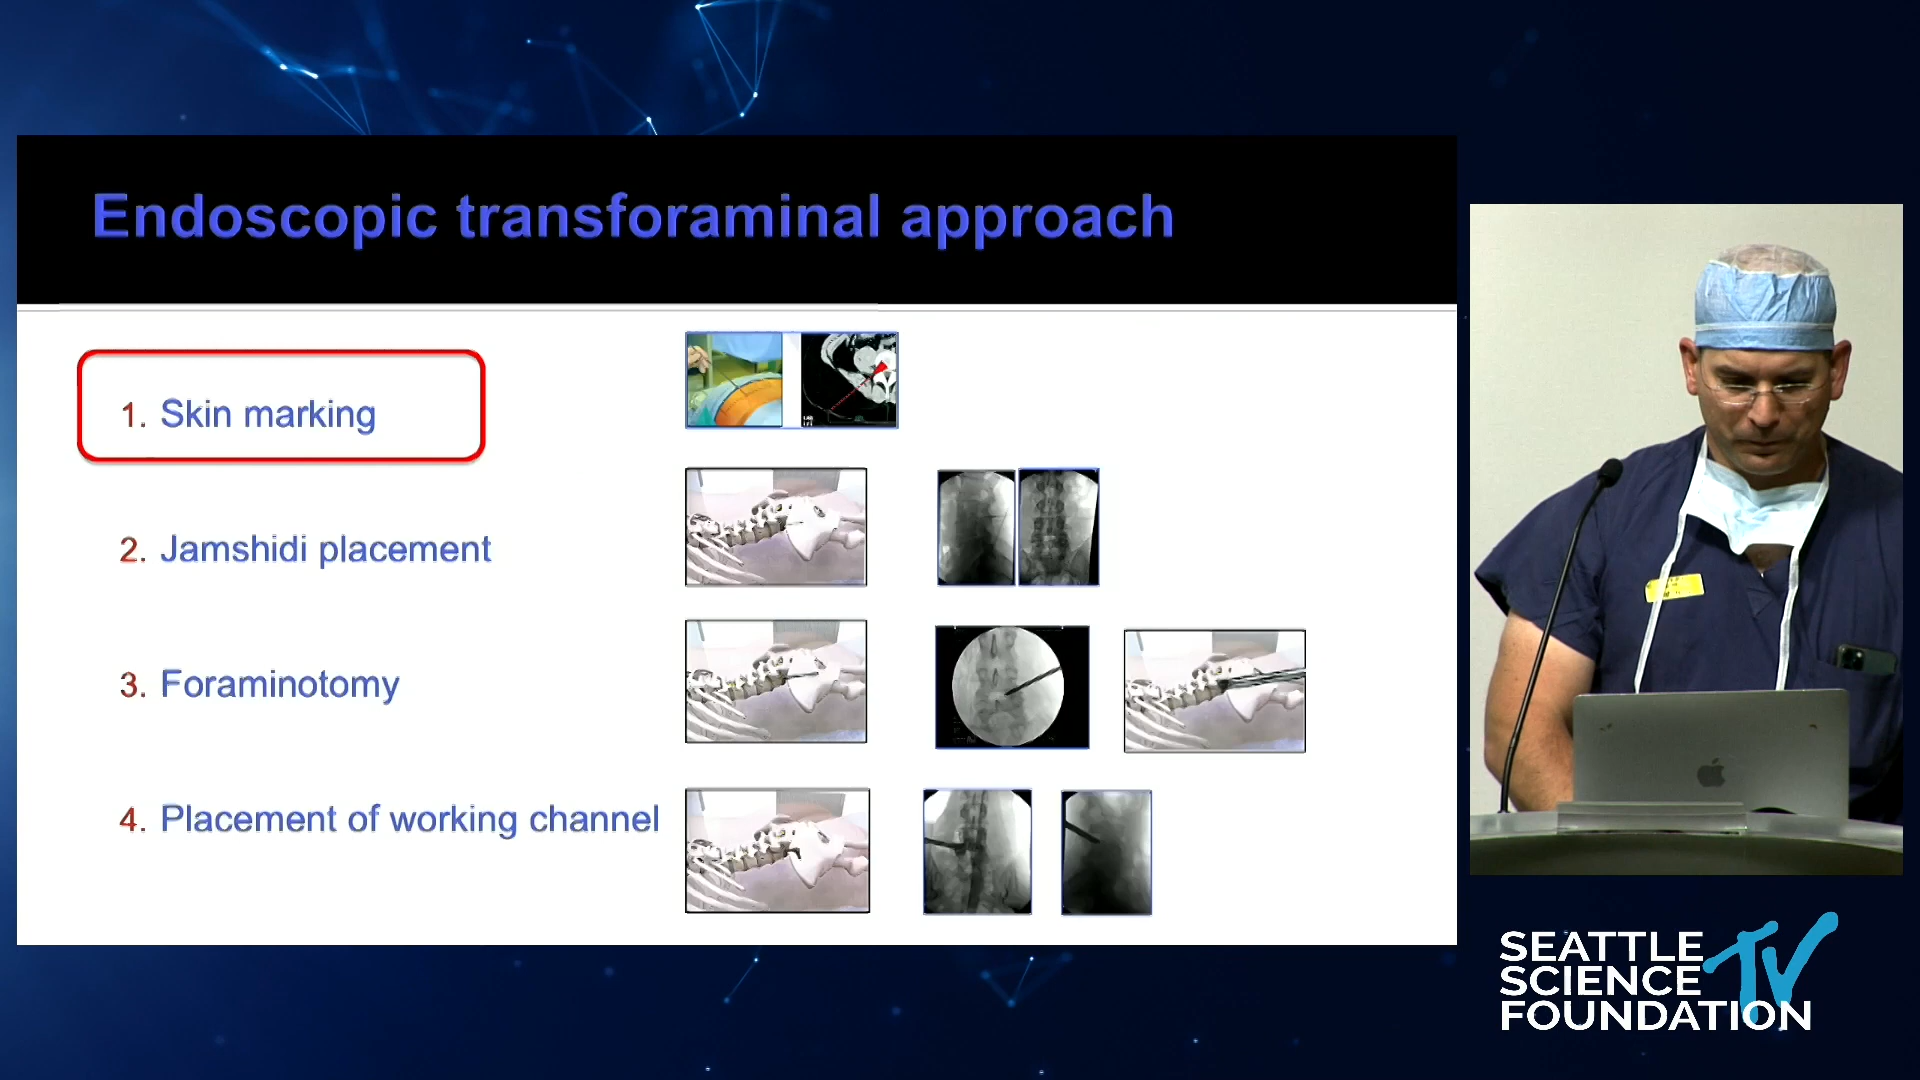 Endoscopic transforaminal approach
1. Skin marking
2. Jamshidi placement
3. Foraminotomy
4. Placement of working channel
SEATTLE
SCIENCE
FOUNDATION
TV